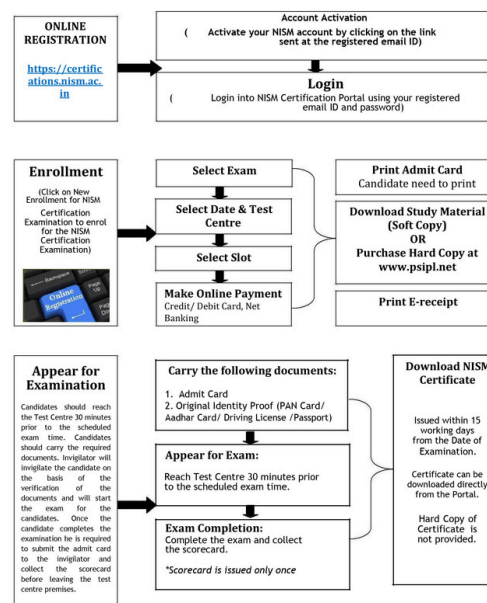 ONLINE
REGISTRATION
https://certific
ations.nism.ac.
in
Account Activation
( Activate your NISM account by clicking on the link
sent at the registered email ID)
Login
( Login into NISM Certification Portal using your registered
email ID and password)
Enrollment
(Click on New
Enrollment for NISM
Certification
Examination to enrol
for the NISM
Certification
Examination)
Backspace
Online
Registration
Page
Up
Page
Down
Select Exam
Select Date & Test
Centre
Select Slot
Make Online Payment
Credit/ Debit Card, Net
Banking
Print Admit Card
Candidate need to print
Download Study Material
(Soft Copy)
OR
Purchase Hard Copy at
www.psipl.net
Print E-receipt
Appear for
Examination
Candidates should reach
the Test Centre 30 minutes
prior to the scheduled
exam time. Candidates
should carry the required
documents. Invigilator will
invigilate the candidate on
the basis of the
verification of the
documents and will start
the exam for the
candidates. Once the
candidate completes the
examination he is required
to submit the admit card
to the invigilator and
collect the scorecard
before leaving the test
centre premises.
Carry the following documents:
1. Admit Card
2. Original Identity Proof (PAN Card/
Aadhar Card/ Driving License /Passport)
Appear for Exam:
Reach Test Centre 30 minutes prior
to the scheduled exam time.
Exam Completion:
Complete the exam and collect
the scorecard.
*Scorecard is issued only once
Download NISM
Certificate
Issued within 15
working days
from the Date of
Examination.
Certificate can be
downloaded directly
from the Portal.
Hard Copy of
Certificate is
not provided.